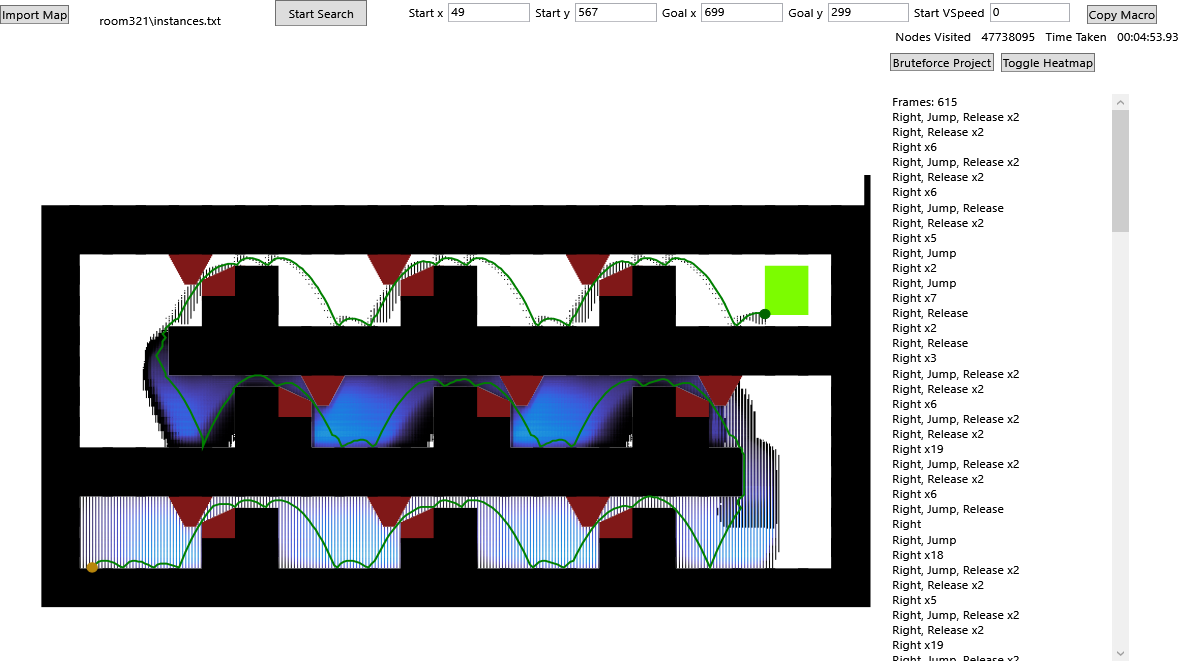 Import Map room321\instances.txt Start Search Start x 49 Start y 567 Goal x 699 Goal y 299 Start VSpeed 0 Copy Macro
Nodes Visited 47738095 Time Taken 00:04:53.93
Bruteforce Project Toggle Heatmap
Frames: 615
Right, Jump, Release x2
Right, Release x2
Right x6
Right, Jump, Release x2
Right, Release x2
Right x6
Right, Jump, Release
Right, Release x2
Right x5
Right, Jump
Right x2
Right, Jump
Right x7
Right, Release
Right x2
Right, Release
Right x3
Right, Jump, Release x2
Right, Release x2
Right x6
Right, Jump, Release x2
Right, Release x2
Right x19
Right, Jump, Release x2
Right, Release x2
Right x6
Right, Jump, Release
Right
Right, Jump
Right x18
Right, Jump, Release x2
Right, Release x2
Right x5
Right, Jump, Release x2
Right, Release x2
Right x19
Right, Jump, Release x2